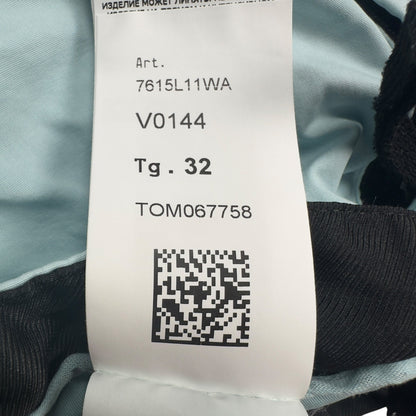 ИЗДЕЛИЕ МОЖЕТ
Art.
7615L11WA
V0144
Tg. 32
TOM067758